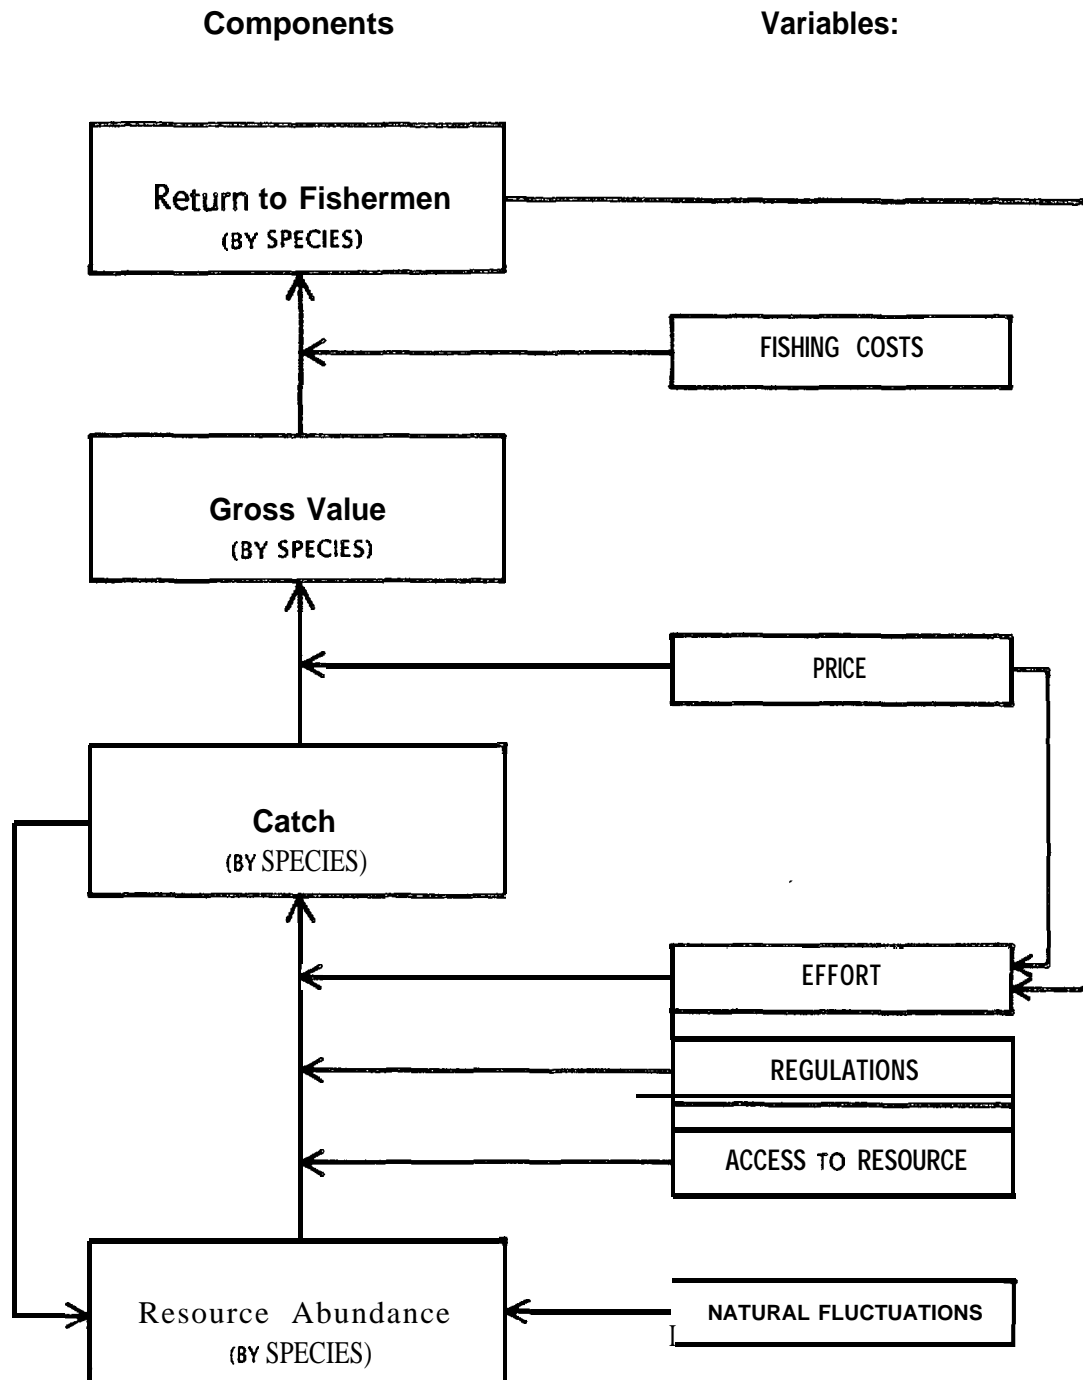 Components
Variables:
Return to Fishermen
(BY SPECIES)
FISHING COSTS
Gross Value
(BY SPECIES)
PRICE
Catch
(BY SPECIES)
EFFORT
REGULATIONS
ACCESS TO RESOURCE
Resource Abundance
(BY SPECIES)
NATURAL FLUCTUATIONS